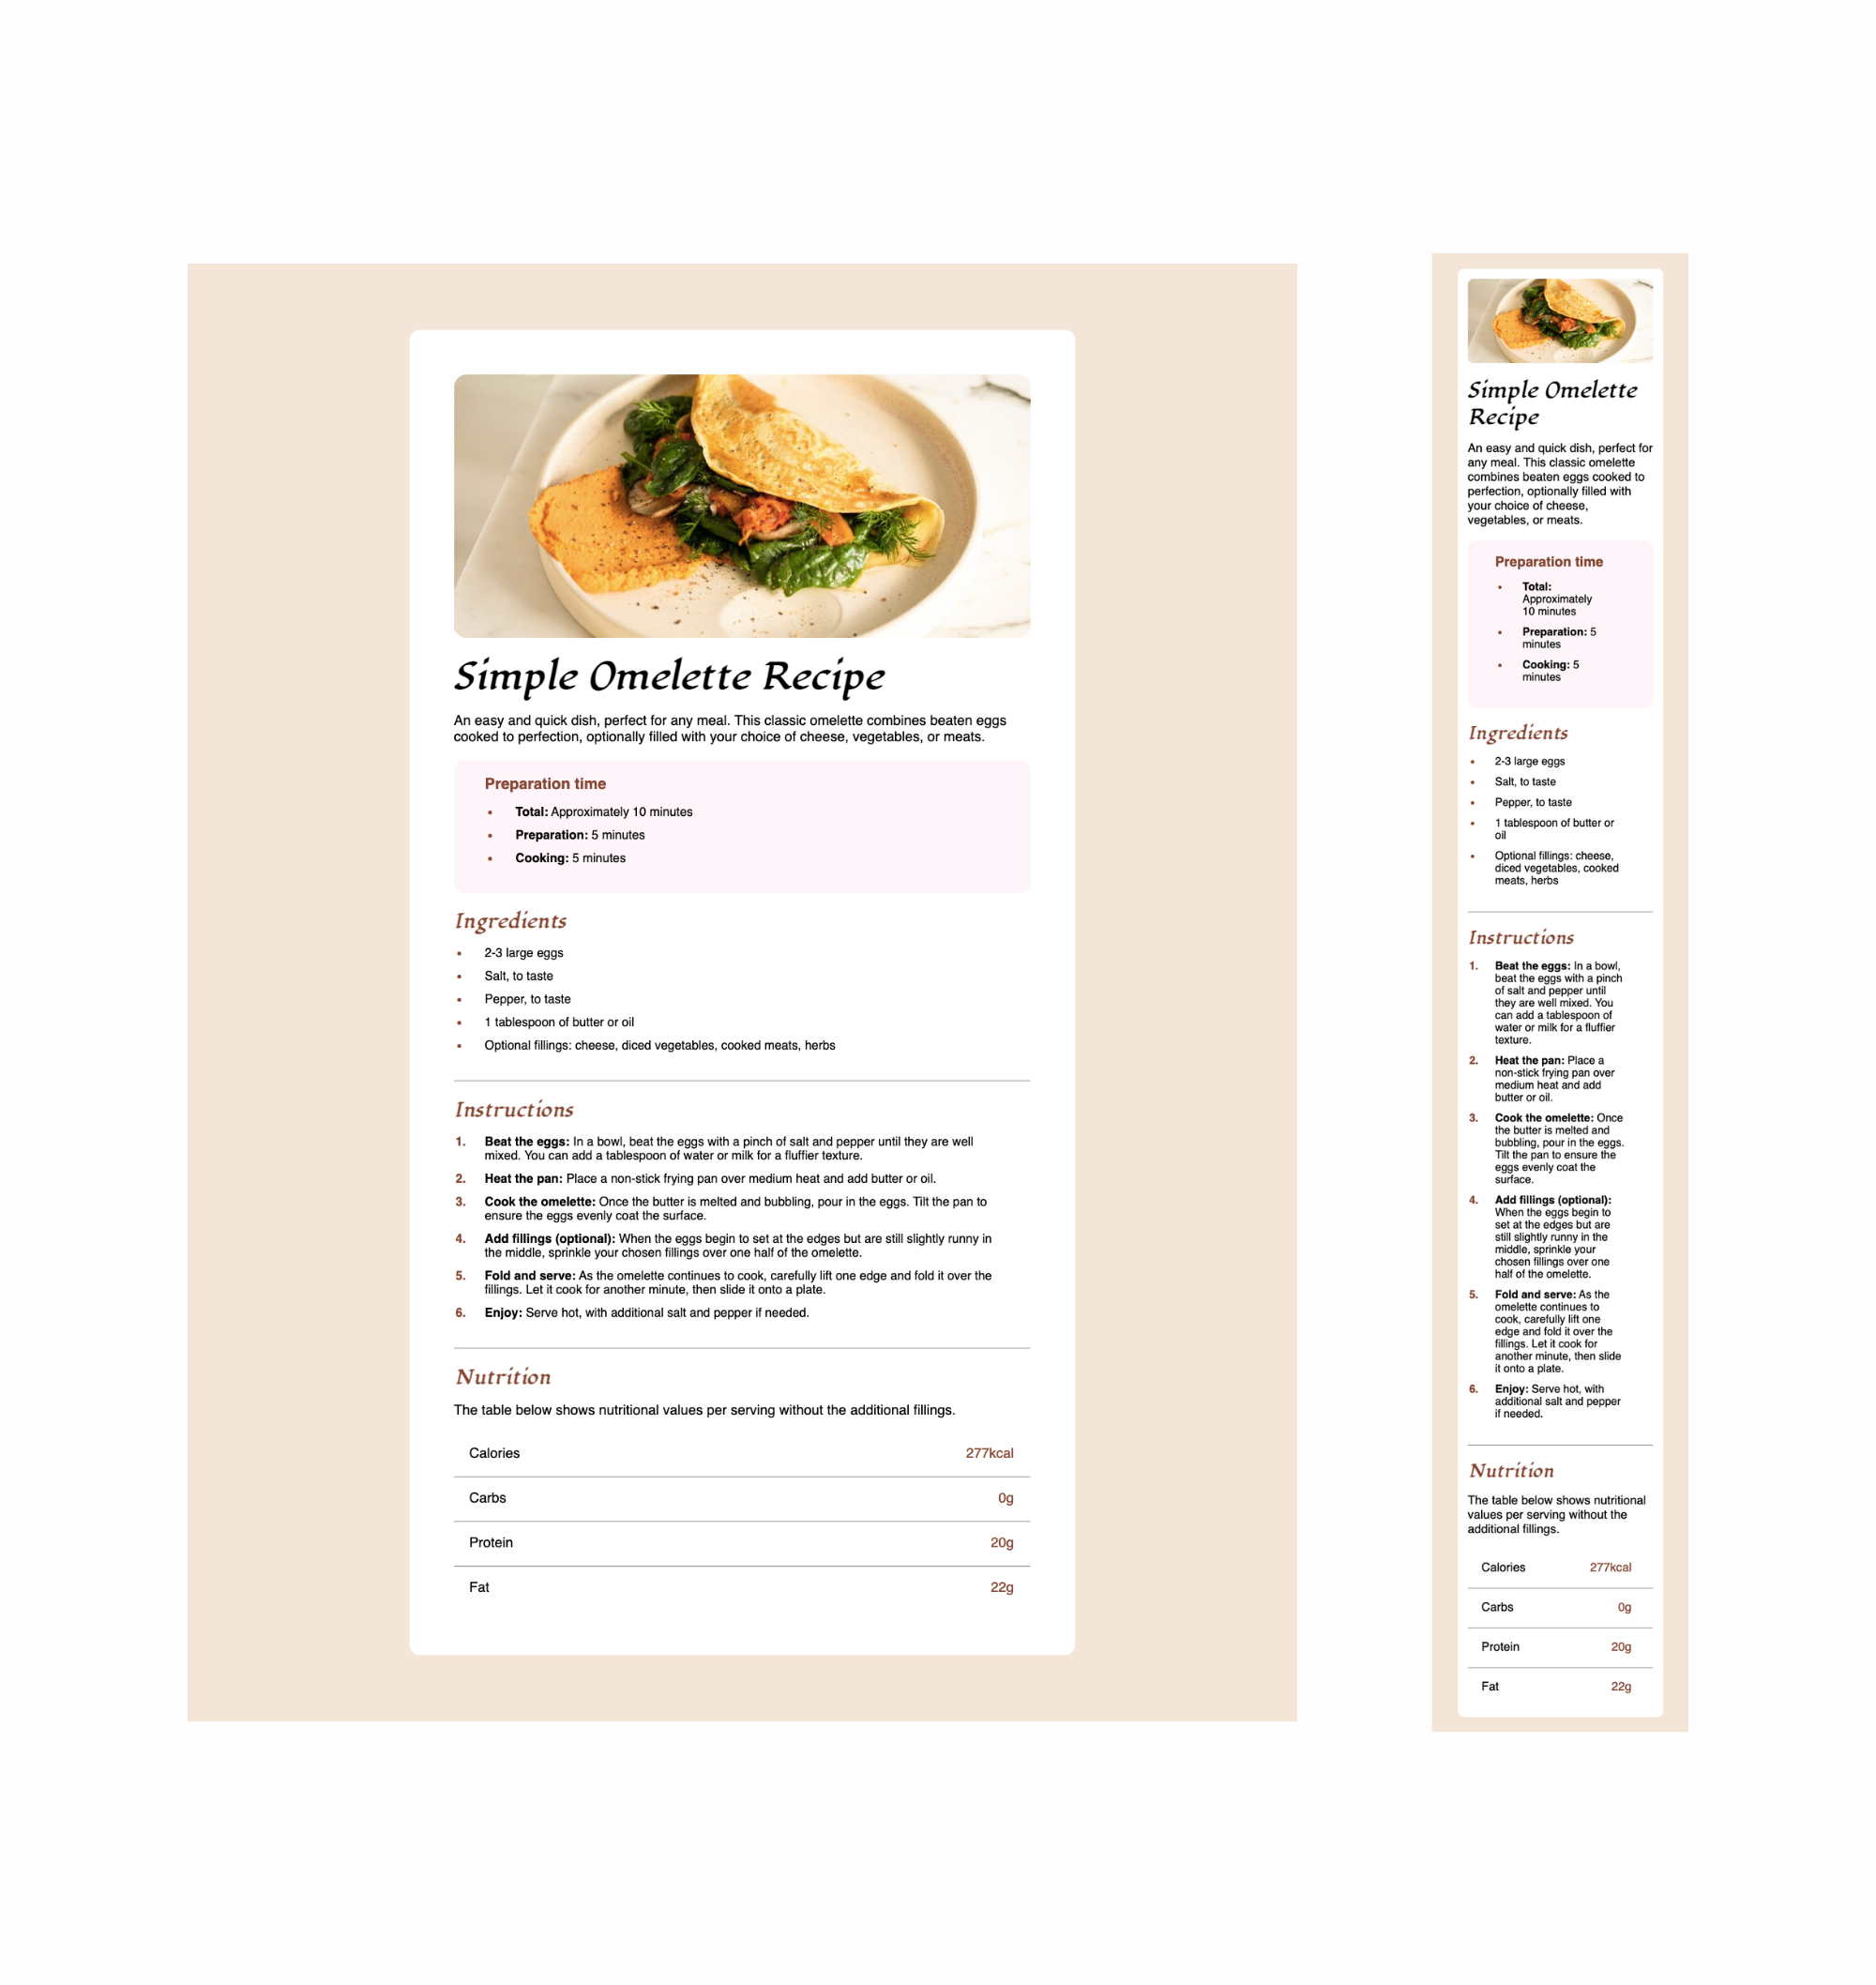 Simple Omelette Recipe
An easy and quick dish, perfect for any meal. This classic omelette combines beaten eggs
cooked to perfection, optionally filled with your choice of cheese, vegetables, or meats.
Preparation time
• Total: Approximately 10 minutes
• Preparation: 5 minutes
• Cooking: 5 minutes
Ingredients
• 2-3 large eggs
• Salt, to taste
• Pepper, to taste
• 1 tablespoon of butter or oil
• Optional fillings: cheese, diced vegetables, cooked meats, herbs
Instructions
1. Beat the eggs: In a bowl, beat the eggs with a pinch of salt and pepper until they are well
mixed. You can add a tablespoon of water or milk for a fluffier texture.
2. Heat the pan: Place a non-stick frying pan over medium heat and add butter or oil.
3. Cook the omelette: Once the butter is melted and bubbling, pour in the eggs. Tilt the pan to
ensure the eggs evenly coat the surface.
4. Add fillings (optional): When the eggs begin to set at the edges but are still slightly runny in
the middle, sprinkle your chosen fillings over one half of the omelette.
5. Fold and serve: As the omelette continues to cook, carefully lift one edge and fold it over the
fillings. Let it cook for another minute, then slide it onto a plate.
6. Enjoy: Serve hot, with additional salt and pepper if needed.
Nutrition
The table below shows nutritional values per serving without the additional fillings.
Calories 277kcal
Carbs 0g
Protein 20g
Fat 22g
Simple Omelette
Recipe
An easy and quick dish, perfect for
any meal. This classic omelette
combines beaten eggs cooked to
perfection, optionally filled with
your choice of cheese,
vegetables, or meats.
Preparation time
• Total:
Approximately
10 minutes
• Preparation: 5
minutes
• Cooking: 5
minutes
Ingredients
• 2-3 large eggs
• Salt, to taste
• Pepper, to taste
• 1 tablespoon of butter or
oil
• Optional fillings: cheese,
diced vegetables, cooked
meats, herbs
Instructions
1. Beat the eggs: In a bowl,
beat the eggs with a pinch
of salt and pepper until
they are well mixed. You
can add a tablespoon of
water or milk for a fluffier
texture.
2. Heat the pan: Place a
non-stick frying pan over
medium heat and add
butter or oil.
3. Cook the omelette: Once
the butter is melted and
bubbling, pour in the eggs.
Tilt the pan to ensure the
eggs evenly coat the
surface.
4. Add fillings (optional):
When the eggs begin to
set at the edges but are
still slightly runny in the
middle, sprinkle your
chosen fillings over one
half of the omelette.
5. Fold and serve: As the
omelette continues to
cook, carefully lift one
edge and fold it over the
fillings. Let it cook for
another minute, then slide
it onto a plate.
6. Enjoy: Serve hot, with
additional salt and pepper
if needed.
Nutrition
The table below shows nutritional
values per serving without the
additional fillings.
Calories 277kcal
Carbs 0g
Protein 20g
Fat 22g